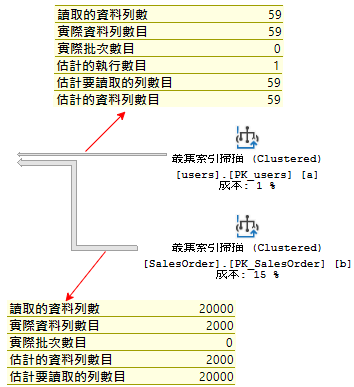 讀取的資料列數 59
實際資料列數目 59
實際批次數目 0
估計的執行數目 1
估計要讀取的列數目 59
估計的資料列數目 59
叢集索引掃描 (Clustered)
[users].[PK_users] [a]
成本: 1 %
叢集索引掃描 (Clustered)
[SalesOrder].[PK_SalesOrder] [b]
成本: 15 %
讀取的資料列數 20000
實際資料列數目 2000
實際批次數目 0
估計的資料列數目 2000
估計要讀取的列數目 20000